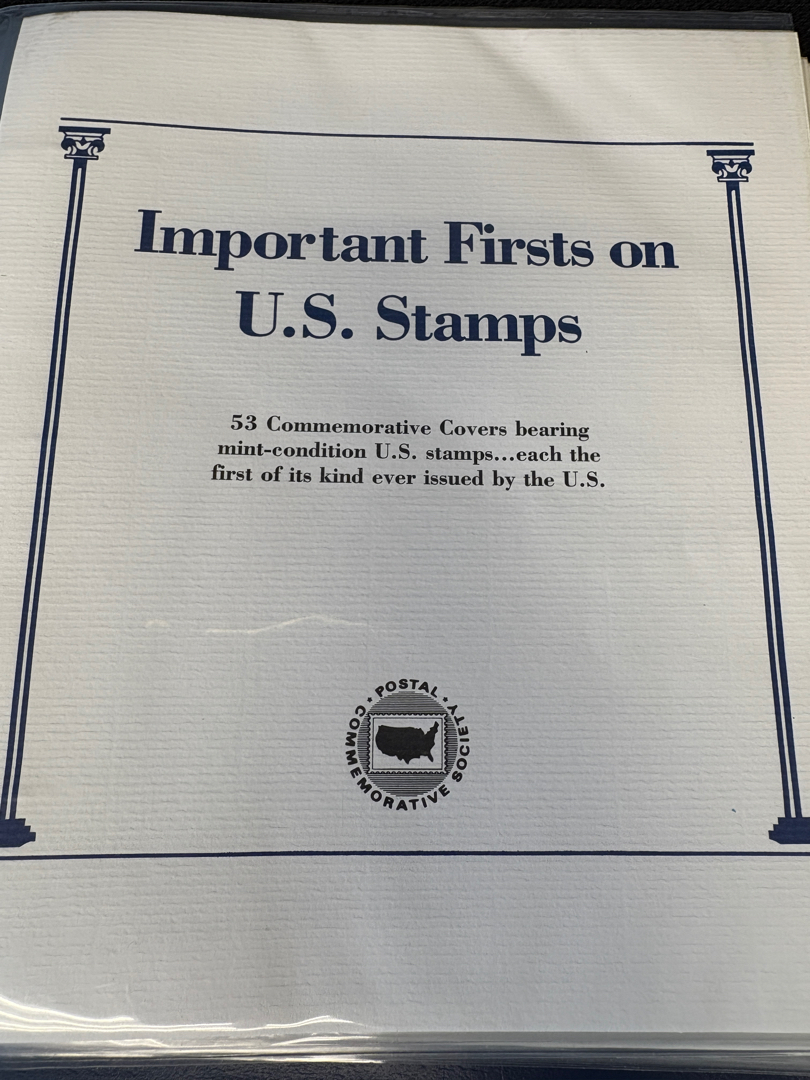 Important Firsts on
U.S. Stamps
53 Commemorative Covers bearing
mint-condition U.S. stamps...each the
first of its kind ever issued by the U.S.
POSTAL
COMMEMORATIVE SOCIETY